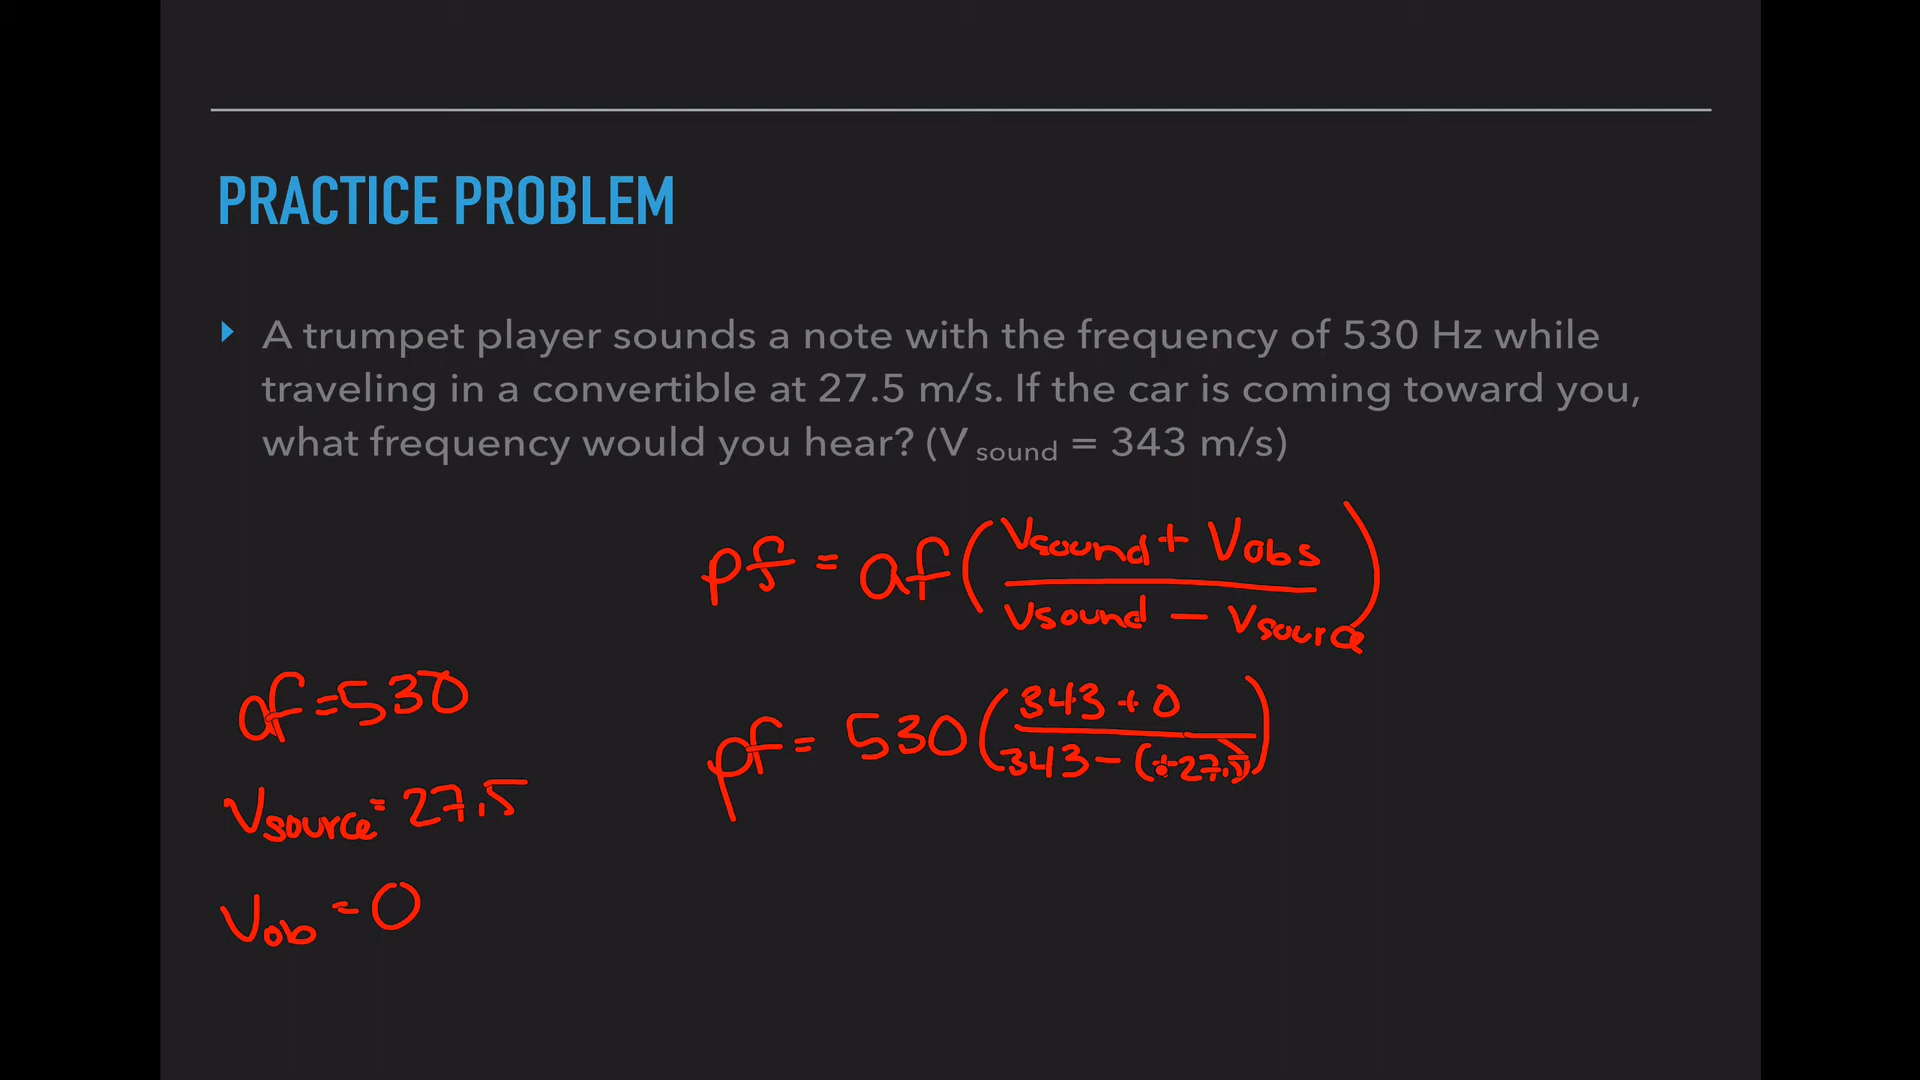 PRACTICE PROBLEM
A trumpet player sounds a note with the frequency of 530 Hz while
traveling in a convertible at 27.5 m/s. If the car is coming toward you,
what frequency would you hear? (V sound = 343 m/s)
pf = af (Vsound + Vobs / Vsound - Vsource)
af = 530
pf = 530 (343 + 0 / 343 - (+27.5))
Vsource = 27.5
Vob = 0